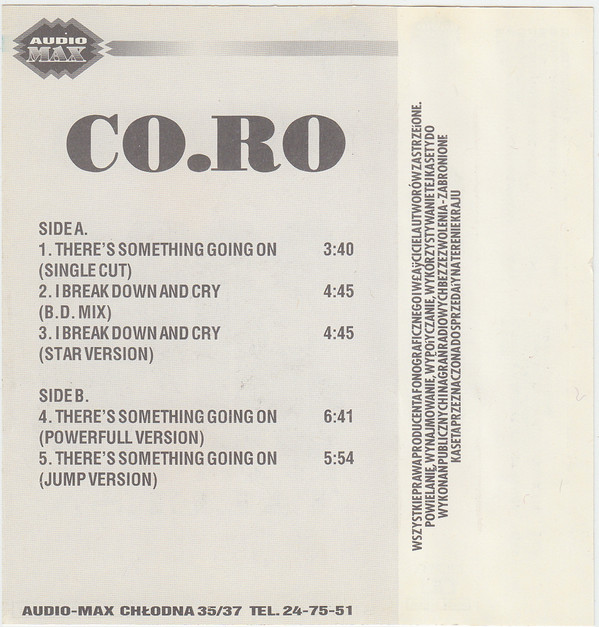 AUDIO
MAX
CO.RO
SIDE A.
1. THERE'S SOMETHING GOING ON 3:40
(SINGLE CUT)
2. I BREAK DOWN AND CRY 4:45
(B.D. MIX)
3. I BREAK DOWN AND CRY 4:45
(STAR VERSION)
SIDE B.
4. THERE'S SOMETHING GOING ON 6:41
(POWERFULL VERSION)
5. THERE'S SOMETHING GOING ON 5:54
(JUMP VERSION)
AUDIO-MAX CHŁODNA 35/37 TEL. 24-75-51
WSZYSTKIE PRAWA PRODUCENTA FONOGRAFICZNEGO I WŁAŚCICIELA UTWORÓW ZASTRZEŻONE.
POWIELANIE, WYNAJMOWANIE, WYPOŻYCZANIE, WYKORZYSTYWANIE TEJ KASETY DO
WYKONAŃ PUBLICZNYCH I NAGRAŃ RADIOWYCH BEZ ZEZWOLENIA - ZABRONIONE
KASETA PRZEZNACZONA DO SPRZEDAŻY NA TERENIE KRAJU